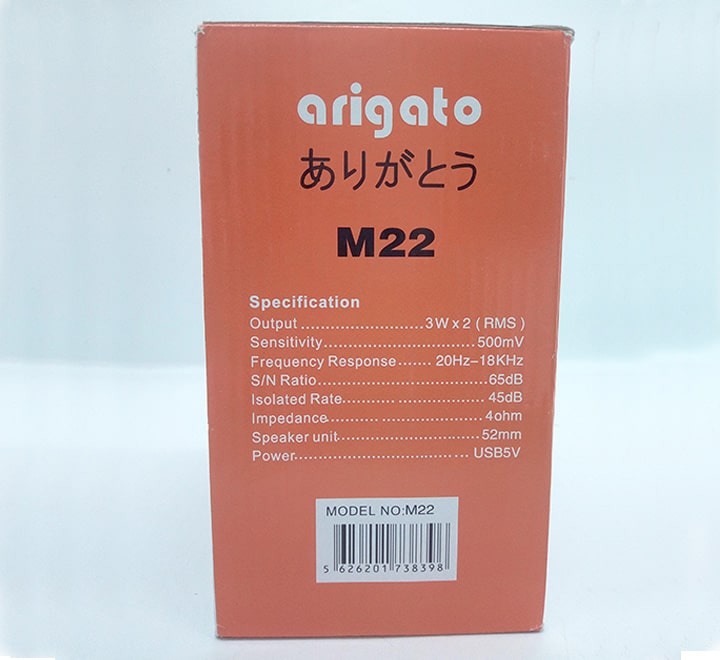 arigato
ありがとう
M22
Specification
Output........................3W x 2 ( RMS )
Sensitivity..............................500mV
Frequency Response....... 20Hz–18KHz
S/N Ratio..................................65dB
Isolated Rate........... .................45dB
Impedance........... ....................4ohm
Speaker unit............................52mm
Power................................. USB5V
MODEL NO:M22
5 626201 738398